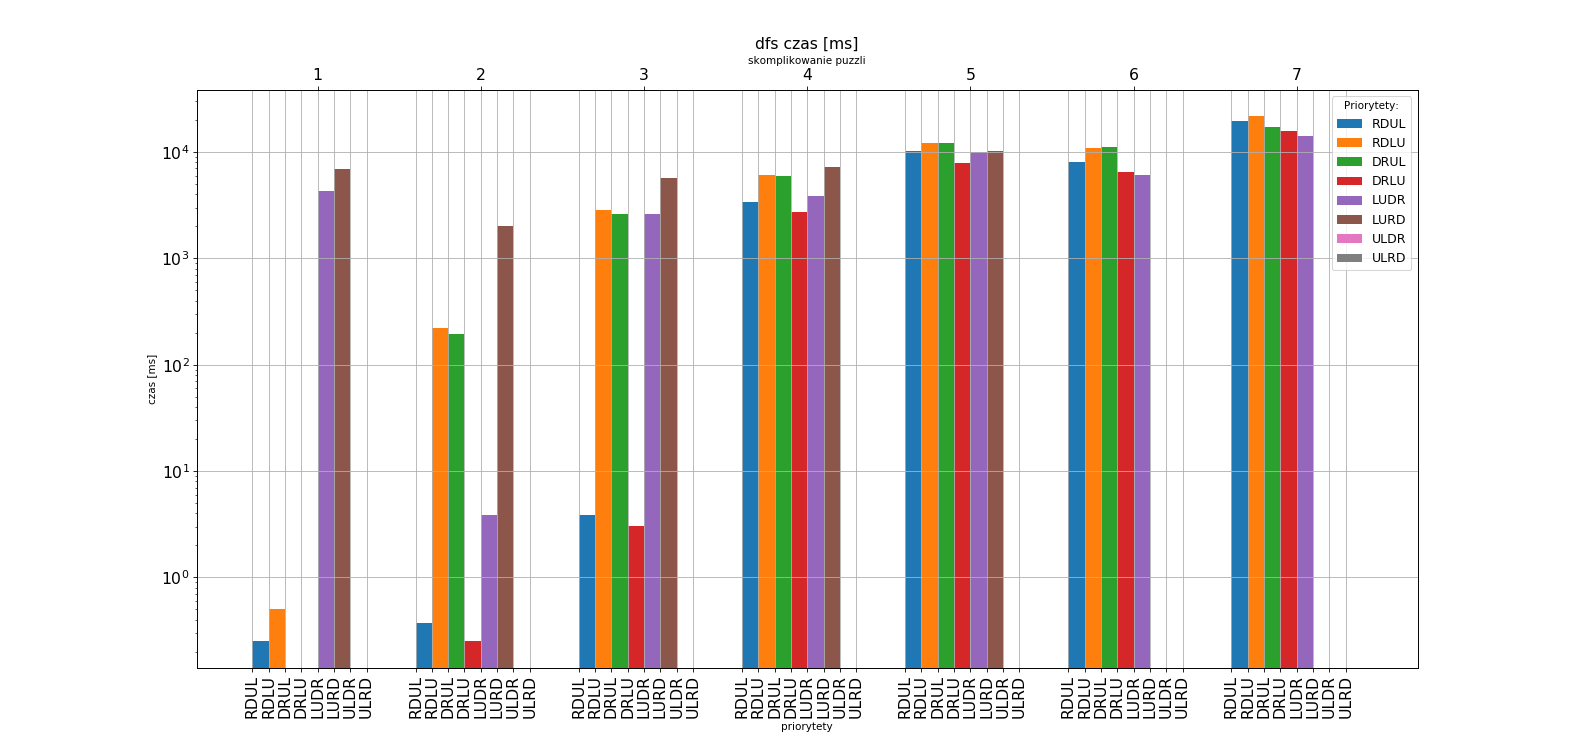 dfs czas [ms]
skomplikowanie puzzli
1 2 3 4 5 6 7
Priorytety:
RDUL
RDLU
DRUL
DRLU
LUDR
LURD
ULDR
ULRD
czas [ms]
10⁴
10³
10²
10¹
10⁰
RDUL RDLU DRUL DRLU LUDR LURD ULDR ULRD RDUL RDLU DRUL DRLU LUDR LURD ULDR ULRD RDUL RDLU DRUL DRLU LUDR LURD ULDR ULRD RDUL RDLU DRUL DRLU LUDR LURD ULDR ULRD RDUL RDLU DRUL DRLU LUDR LURD ULDR ULRD RDUL RDLU DRUL DRLU LUDR LURD ULDR ULRD RDUL RDLU DRUL DRLU LUDR LURD ULDR ULRD
priorytety